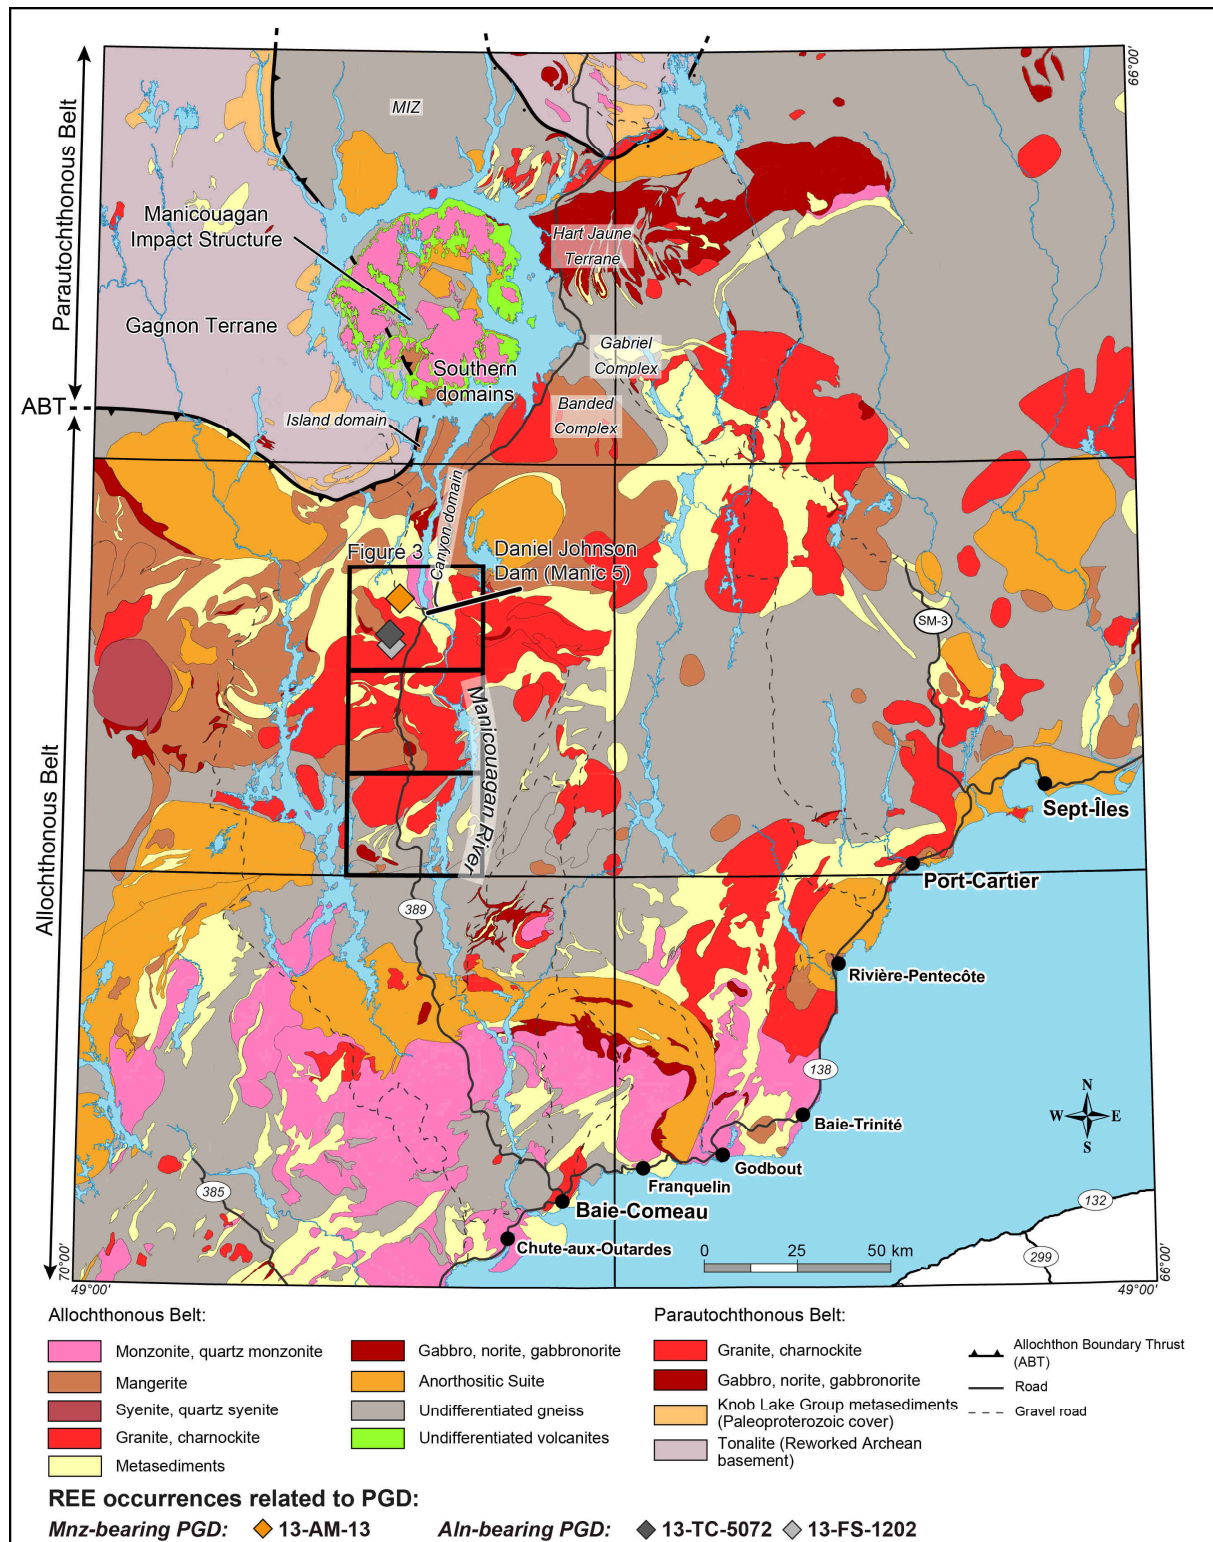 66°00'
Parautochthonous Belt
MIZ
Manicouagan
Impact Structure
Hart Jaune
Terrane
Gagnon Terrane
Gabriel
Complex
Southern
domains
Banded
Complex
ABT
Island domain
Canyon domain
Figure 3
Daniel Johnson
Dam (Manic 5)
SM-3
Manicouagan River
Allochthonous Belt
Sept-Îles
Port-Cartier
389
Rivière-Pentecôte
138
Baie-Trinité
N
W E
S
Godbout
Franquelin
385
Baie-Comeau
132
Chute-aux-Outardes
0 25 50 km
299
70°00'
49°00'
66°00'
49°00'
Allochthonous Belt:
Monzonite, quartz monzonite
Mangerite
Syenite, quartz syenite
Granite, charnockite
Metasediments
Gabbro, norite, gabbronorite
Anorthositic Suite
Undifferentiated gneiss
Undifferentiated volcanites
Parautochthonous Belt:
Granite, charnockite
Gabbro, norite, gabbronorite
Knob Lake Group metasediments
(Paleoproterozoic cover)
Tonalite (Reworked Archean
basement)
Allochthon Boundary Thrust
(ABT)
Road
Gravel road
REE occurrences related to PGD:
Mnz-bearing PGD: 13-AM-13 Aln-bearing PGD: 13-TC-5072 13-FS-1202